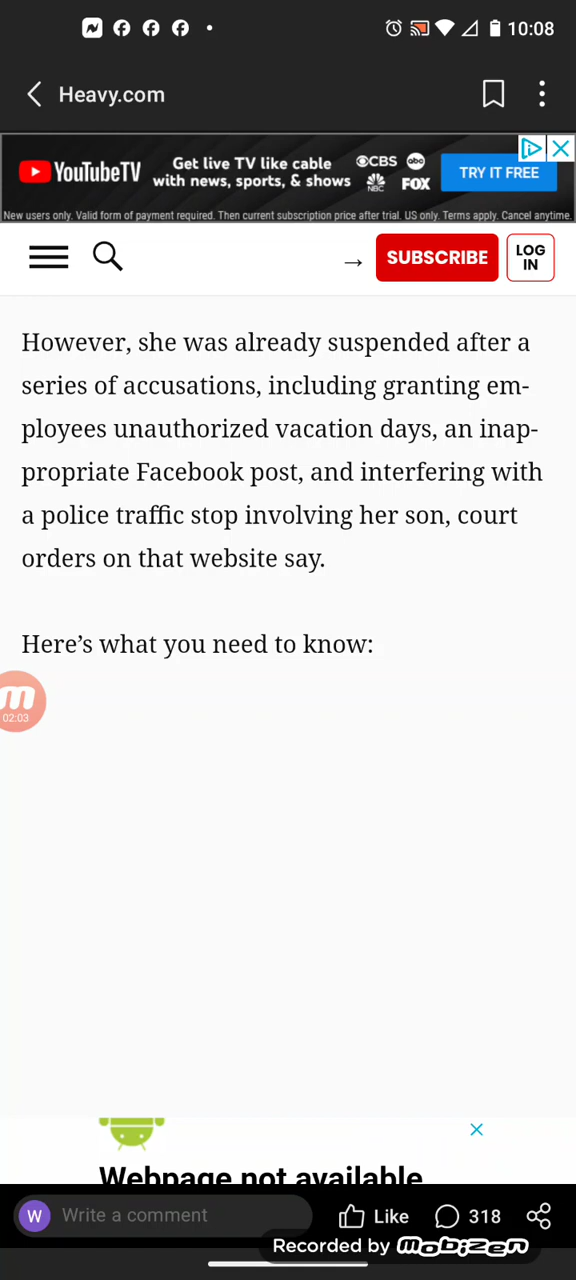 10:08
Heavy.com
YouTubeTV
Get live TV like cable
with news, sports, & shows
CBS abc
NBC FOX
TRY IT FREE
New users only. Valid form of payment required. Then current subscription price after trial. US only. Terms apply. Cancel anytime.
→ SUBSCRIBE
LOG
IN
However, she was already suspended after a
series of accusations, including granting em-
ployees unauthorized vacation days, an inap-
propriate Facebook post, and interfering with
a police traffic stop involving her son, court
orders on that website say.
Here's what you need to know:
m
02:03
Webpage not available
W Write a comment Like 318
Recorded by mobizen